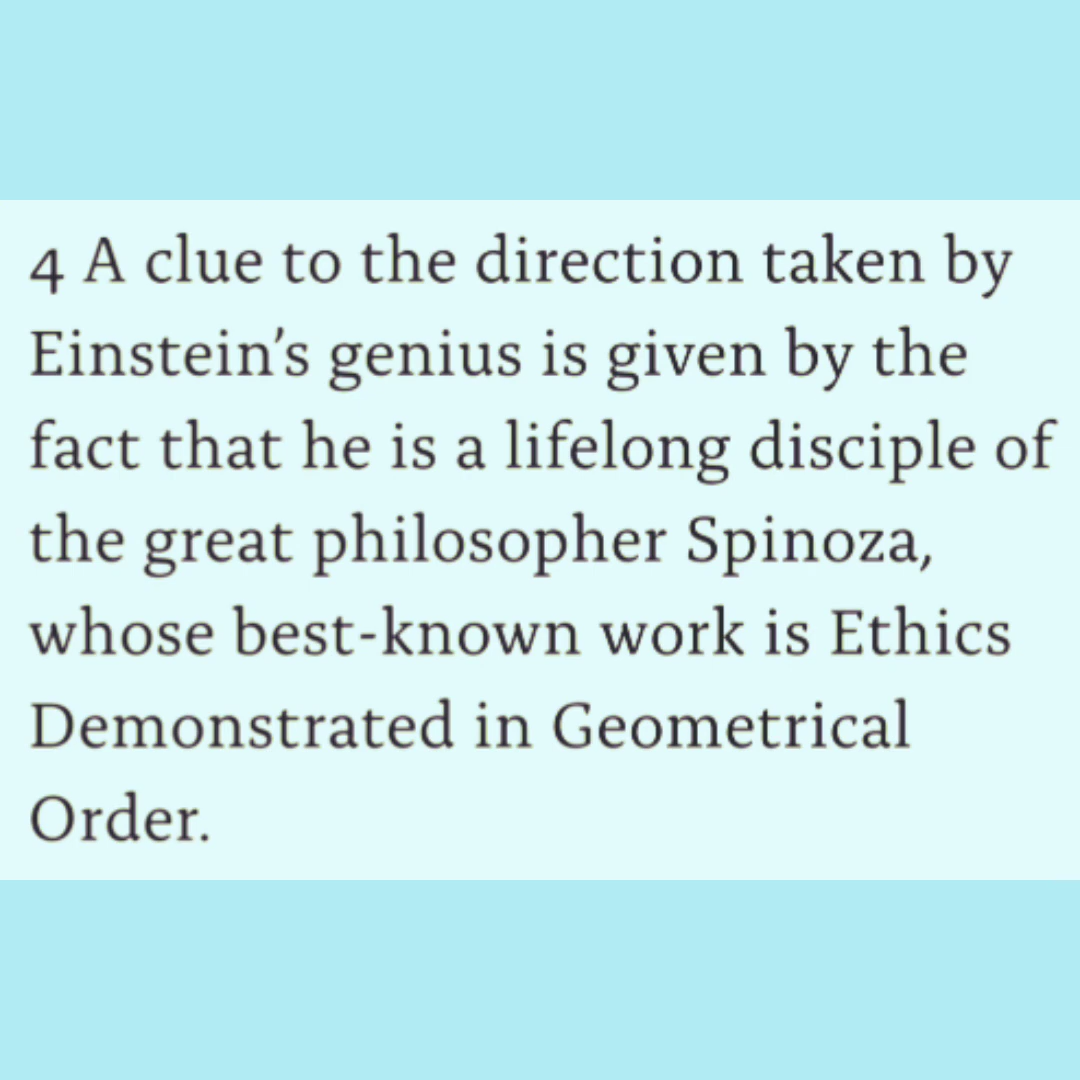 4 A clue to the direction taken by
Einstein’s genius is given by the
fact that he is a lifelong disciple of
the great philosopher Spinoza,
whose best-known work is Ethics
Demonstrated in Geometrical
Order.